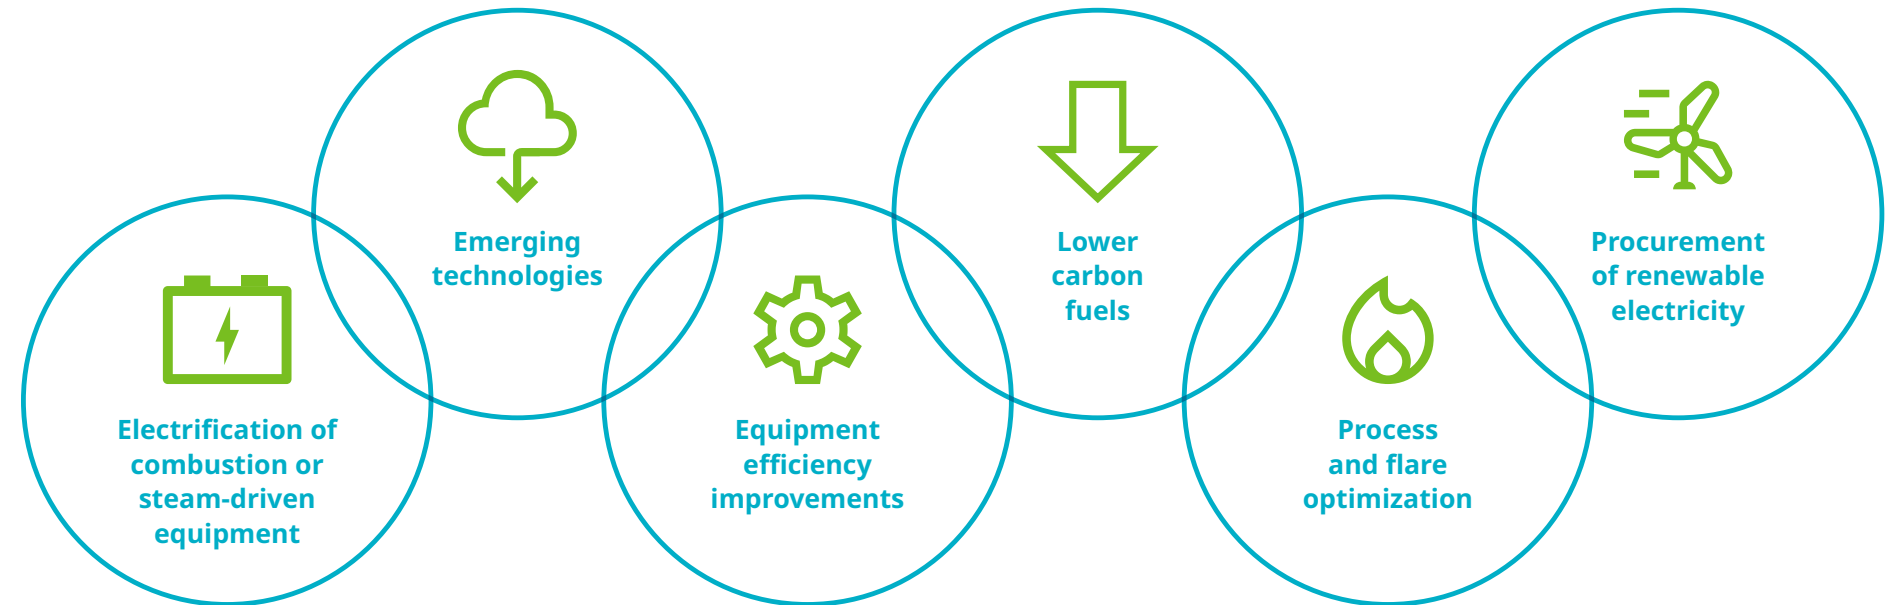 Electrification of
combustion or
steam-driven
equipment
Emerging
technologies
Equipment
efficiency
improvements
Lower
carbon
fuels
Process
and flare
optimization
Procurement
of renewable
electricity